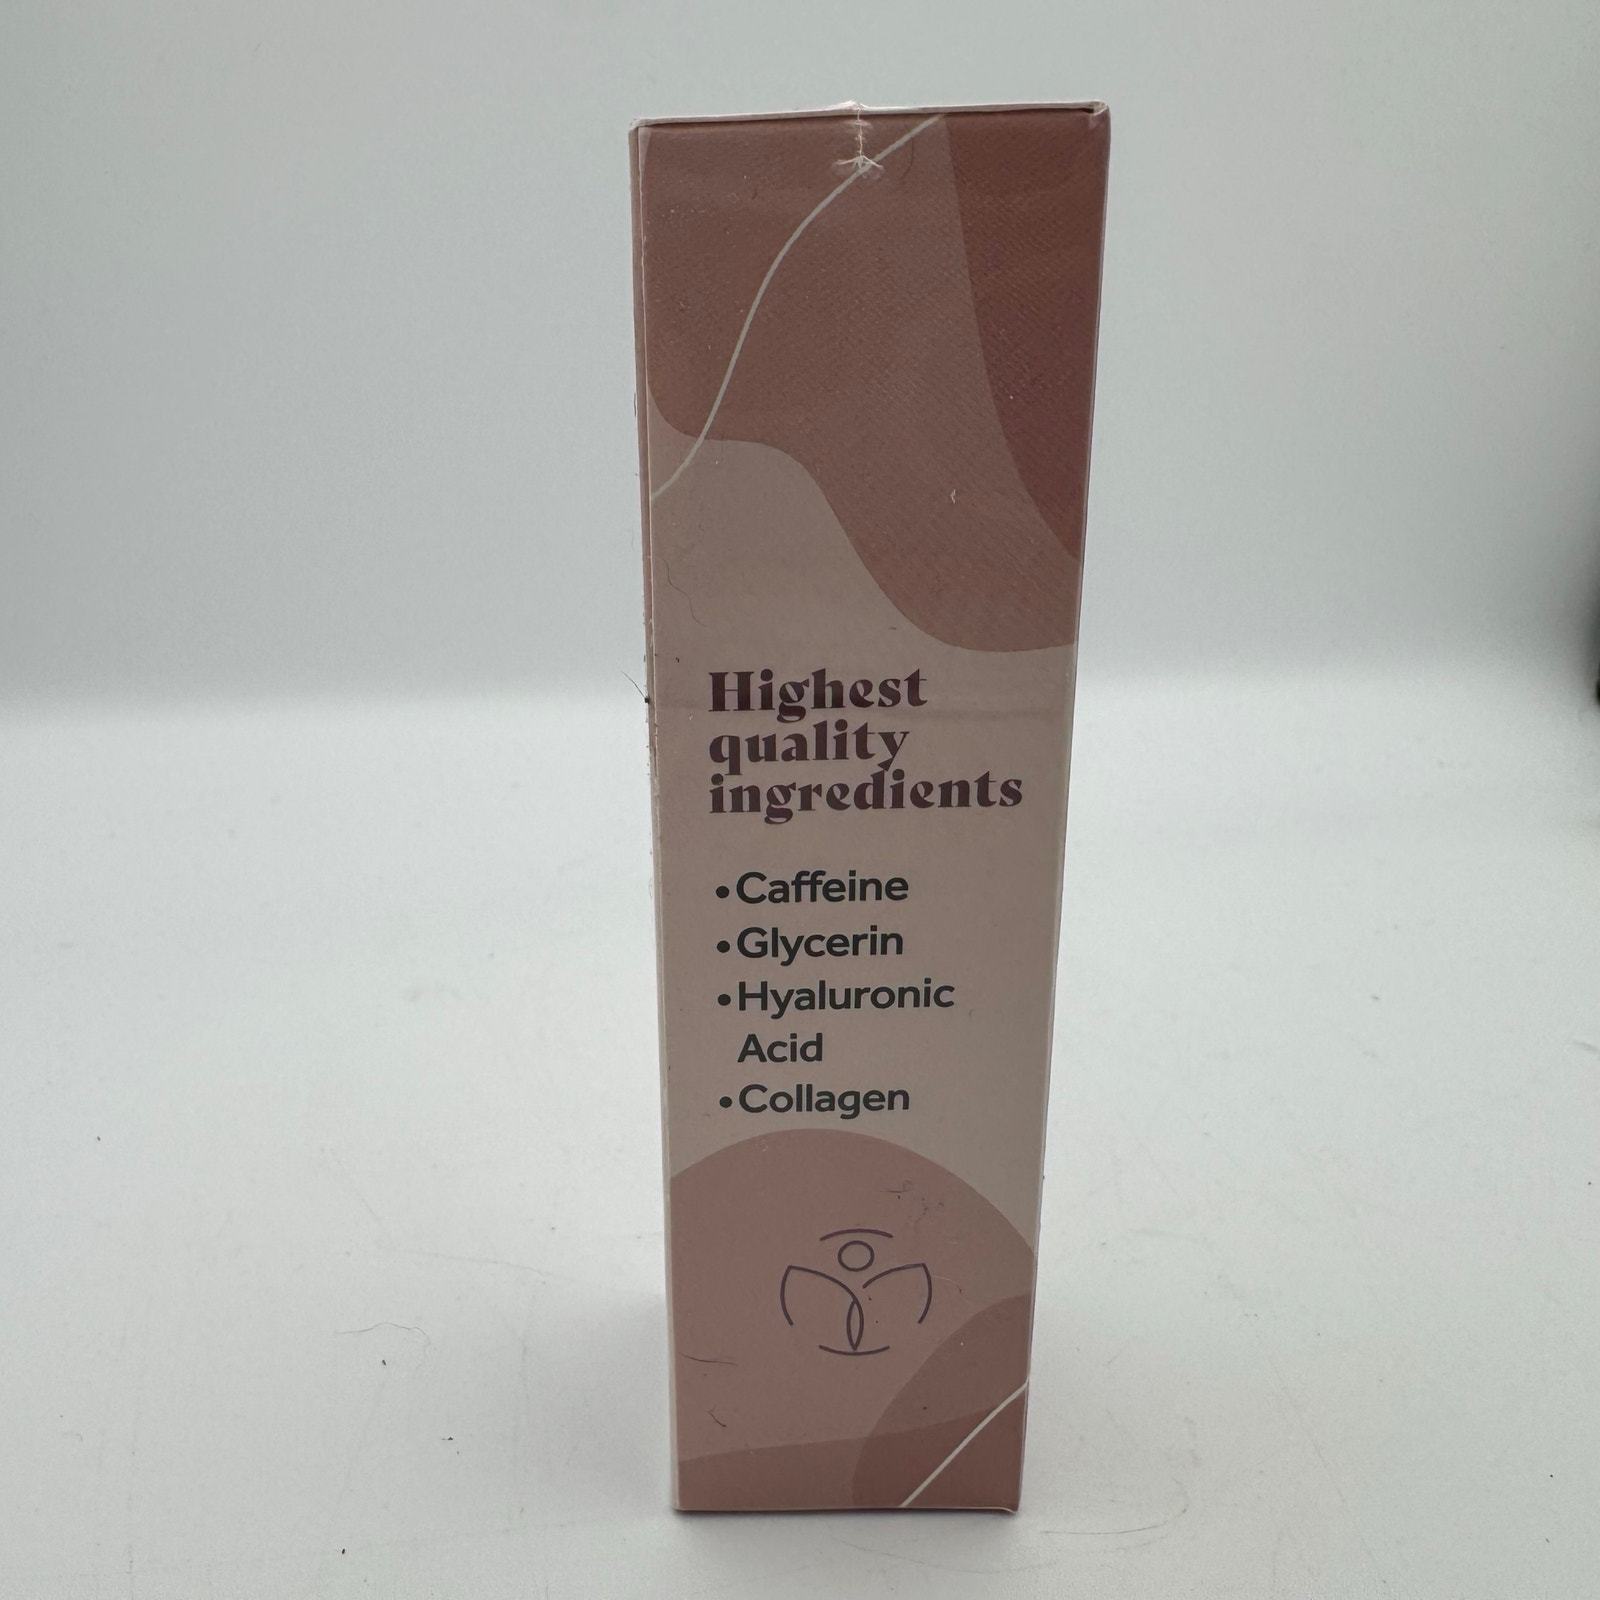 Highest
quality
ingredients
•Caffeine
•Glycerin
•Hyaluronic
Acid
•Collagen